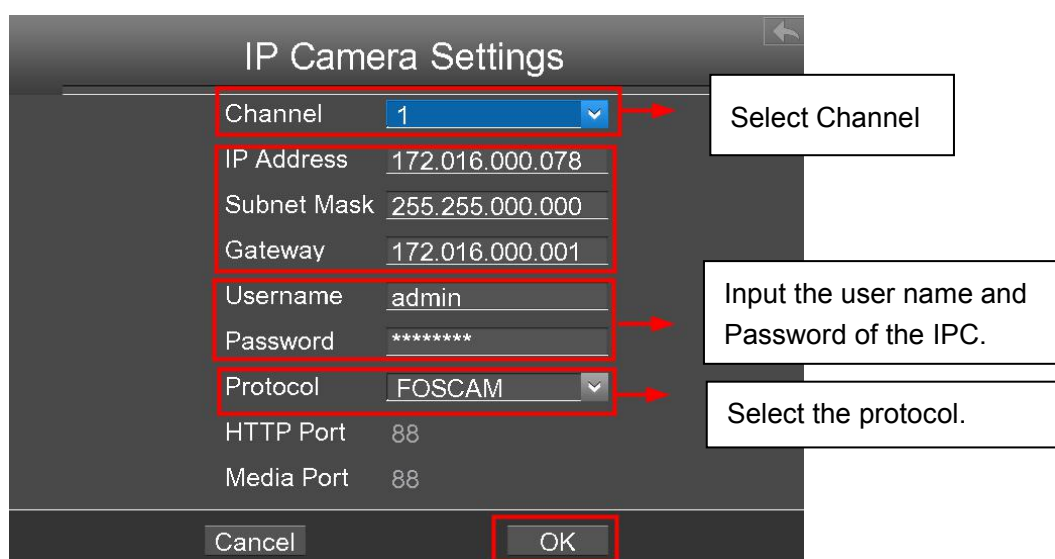 IP Camera Settings
Channel 1
Select Channel
IP Address 172.016.000.078
Subnet Mask 255.255.000.000
Gateway 172.016.000.001
Username admin
Password ********
Input the user name and
Password of the IPC.
Protocol FOSCAM
Select the protocol.
HTTP Port 88
Media Port 88
Cancel OK